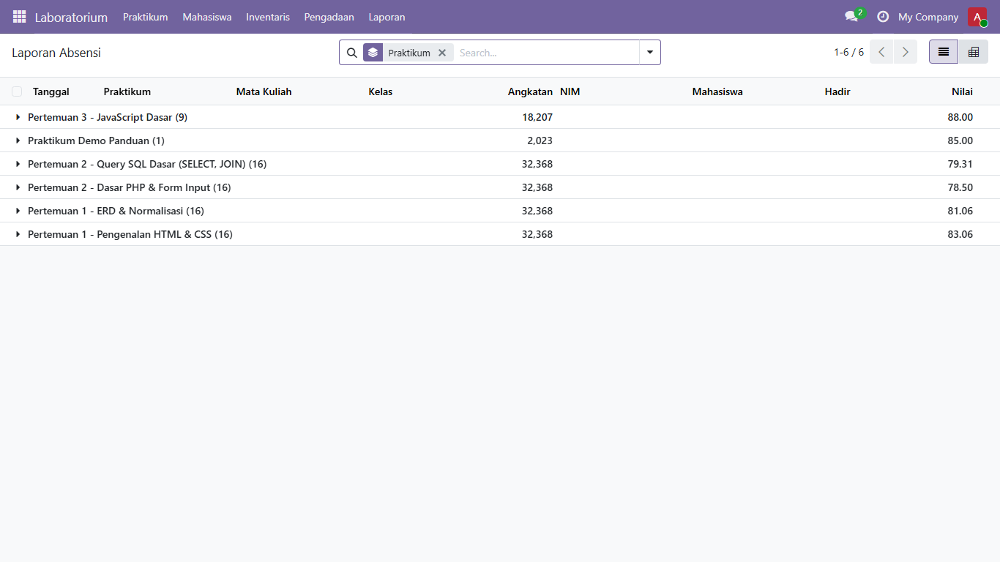 Laboratorium Praktikum Mahasiswa Inventaris Pengadaan Laporan 2 My Company A
Laporan Absensi Praktikum Search... 1-6 / 6
Tanggal Praktikum Mata Kuliah Kelas Angkatan NIM Mahasiswa Hadir Nilai
Pertemuan 3 - JavaScript Dasar (9) 18,207 88.00
Praktikum Demo Panduan (1) 2,023 85.00
Pertemuan 2 - Query SQL Dasar (SELECT, JOIN) (16) 32,368 79.31
Pertemuan 2 - Dasar PHP & Form Input (16) 32,368 78.50
Pertemuan 1 - ERD & Normalisasi (16) 32,368 81.06
Pertemuan 1 - Pengenalan HTML & CSS (16) 32,368 83.06